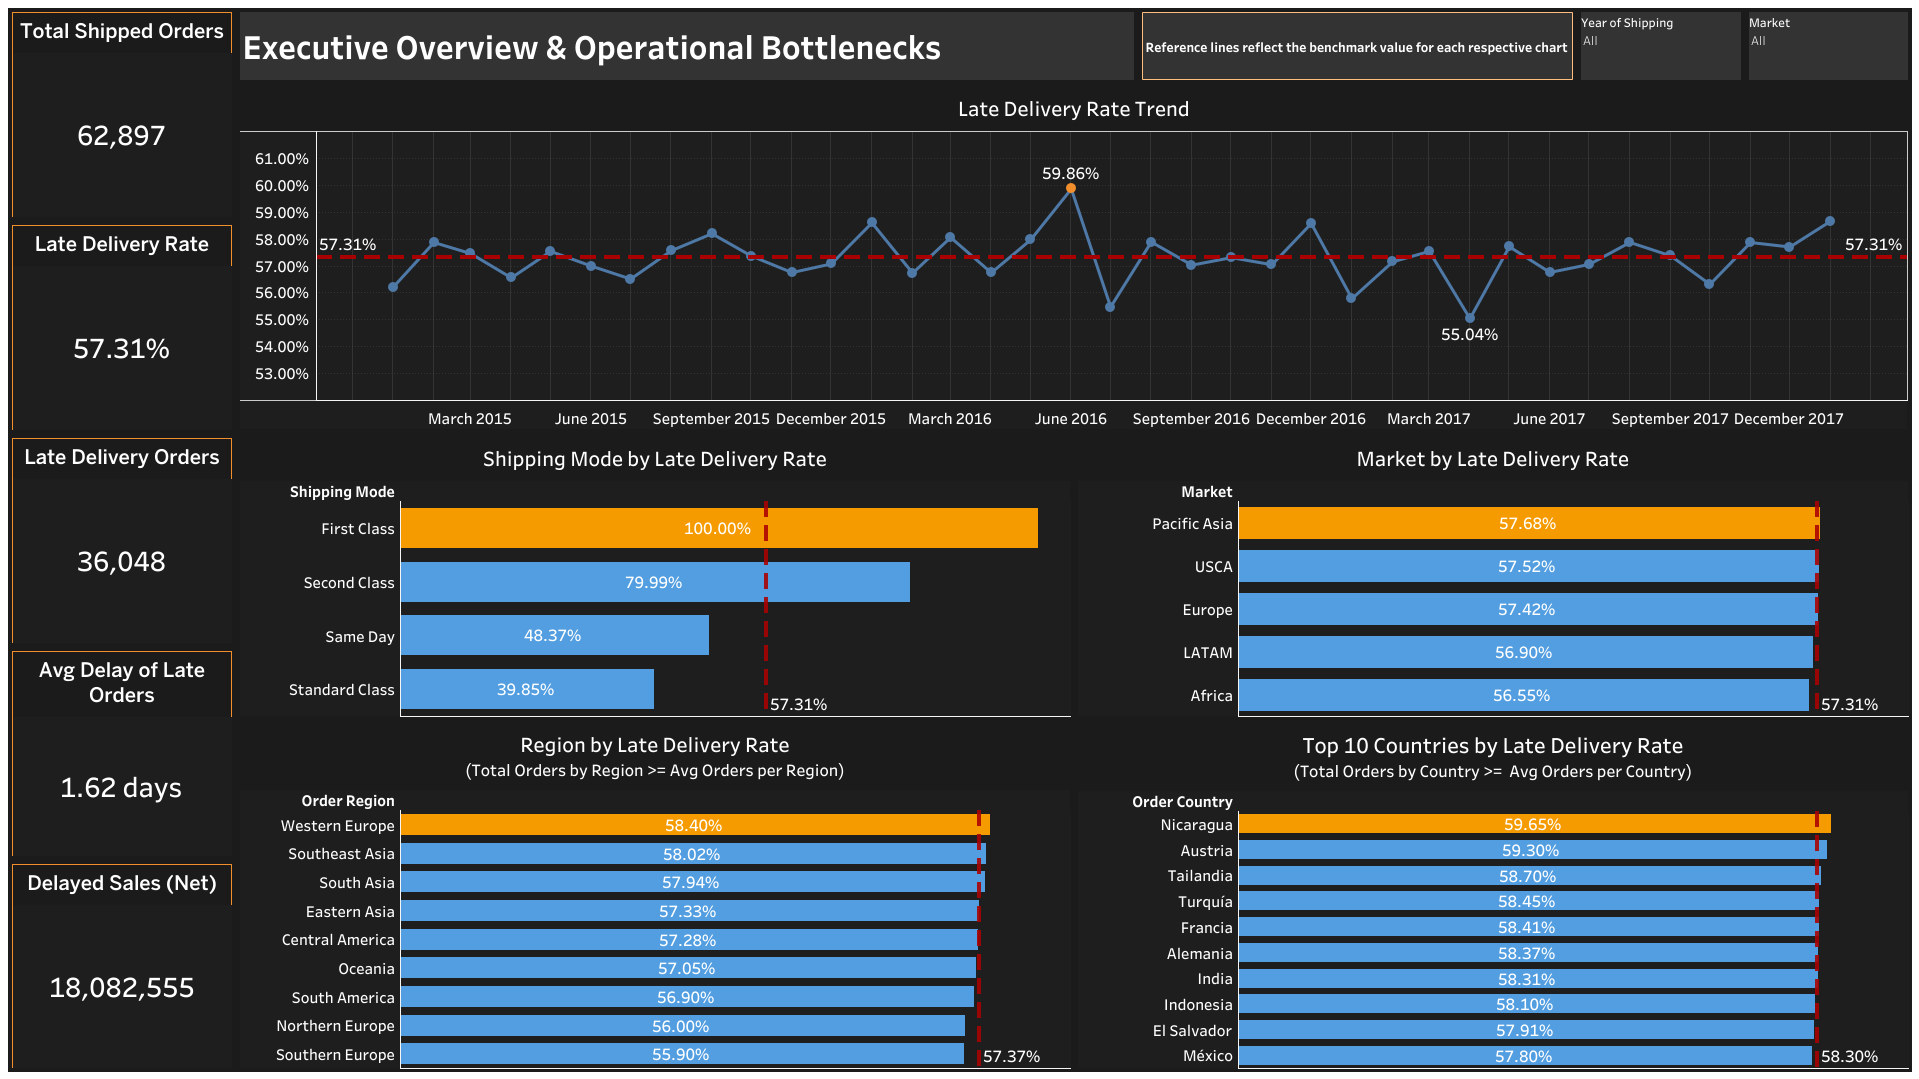 Total Shipped Orders
62,897
Late Delivery Rate
57.31%
Late Delivery Orders
36,048
Avg Delay of Late
Orders
1.62 days
Delayed Sales (Net)
18,082,555
Executive Overview & Operational Bottlenecks
Reference lines reflect the benchmark value for each respective chart
Year of Shipping
All
Market
All
Late Delivery Rate Trend
61.00%
60.00%
59.00%
58.00%
57.00%
56.00%
55.00%
54.00%
53.00%
57.31%
59.86%
55.04%
57.31%
March 2015 June 2015 September 2015 December 2015 March 2016 June 2016 September 2016 December 2016 March 2017 June 2017 September 2017 December 2017
Shipping Mode by Late Delivery Rate
Shipping Mode
First Class 100.00%
Second Class 79.99%
Same Day 48.37%
Standard Class 39.85%
57.31%
Market by Late Delivery Rate
Market
Pacific Asia 57.68%
USCA 57.52%
Europe 57.42%
LATAM 56.90%
Africa 56.55%
57.31%
Region by Late Delivery Rate
(Total Orders by Region >= Avg Orders per Region)
Order Region
Western Europe 58.40%
Southeast Asia 58.02%
South Asia 57.94%
Eastern Asia 57.33%
Central America 57.28%
Oceania 57.05%
South America 56.90%
Northern Europe 56.00%
Southern Europe 55.90%
57.37%
Top 10 Countries by Late Delivery Rate
(Total Orders by Country >= Avg Orders per Country)
Order Country
Nicaragua 59.65%
Austria 59.30%
Tailandia 58.70%
Turquía 58.45%
Francia 58.41%
Alemania 58.37%
India 58.31%
Indonesia 58.10%
El Salvador 57.91%
México 57.80%
58.30%